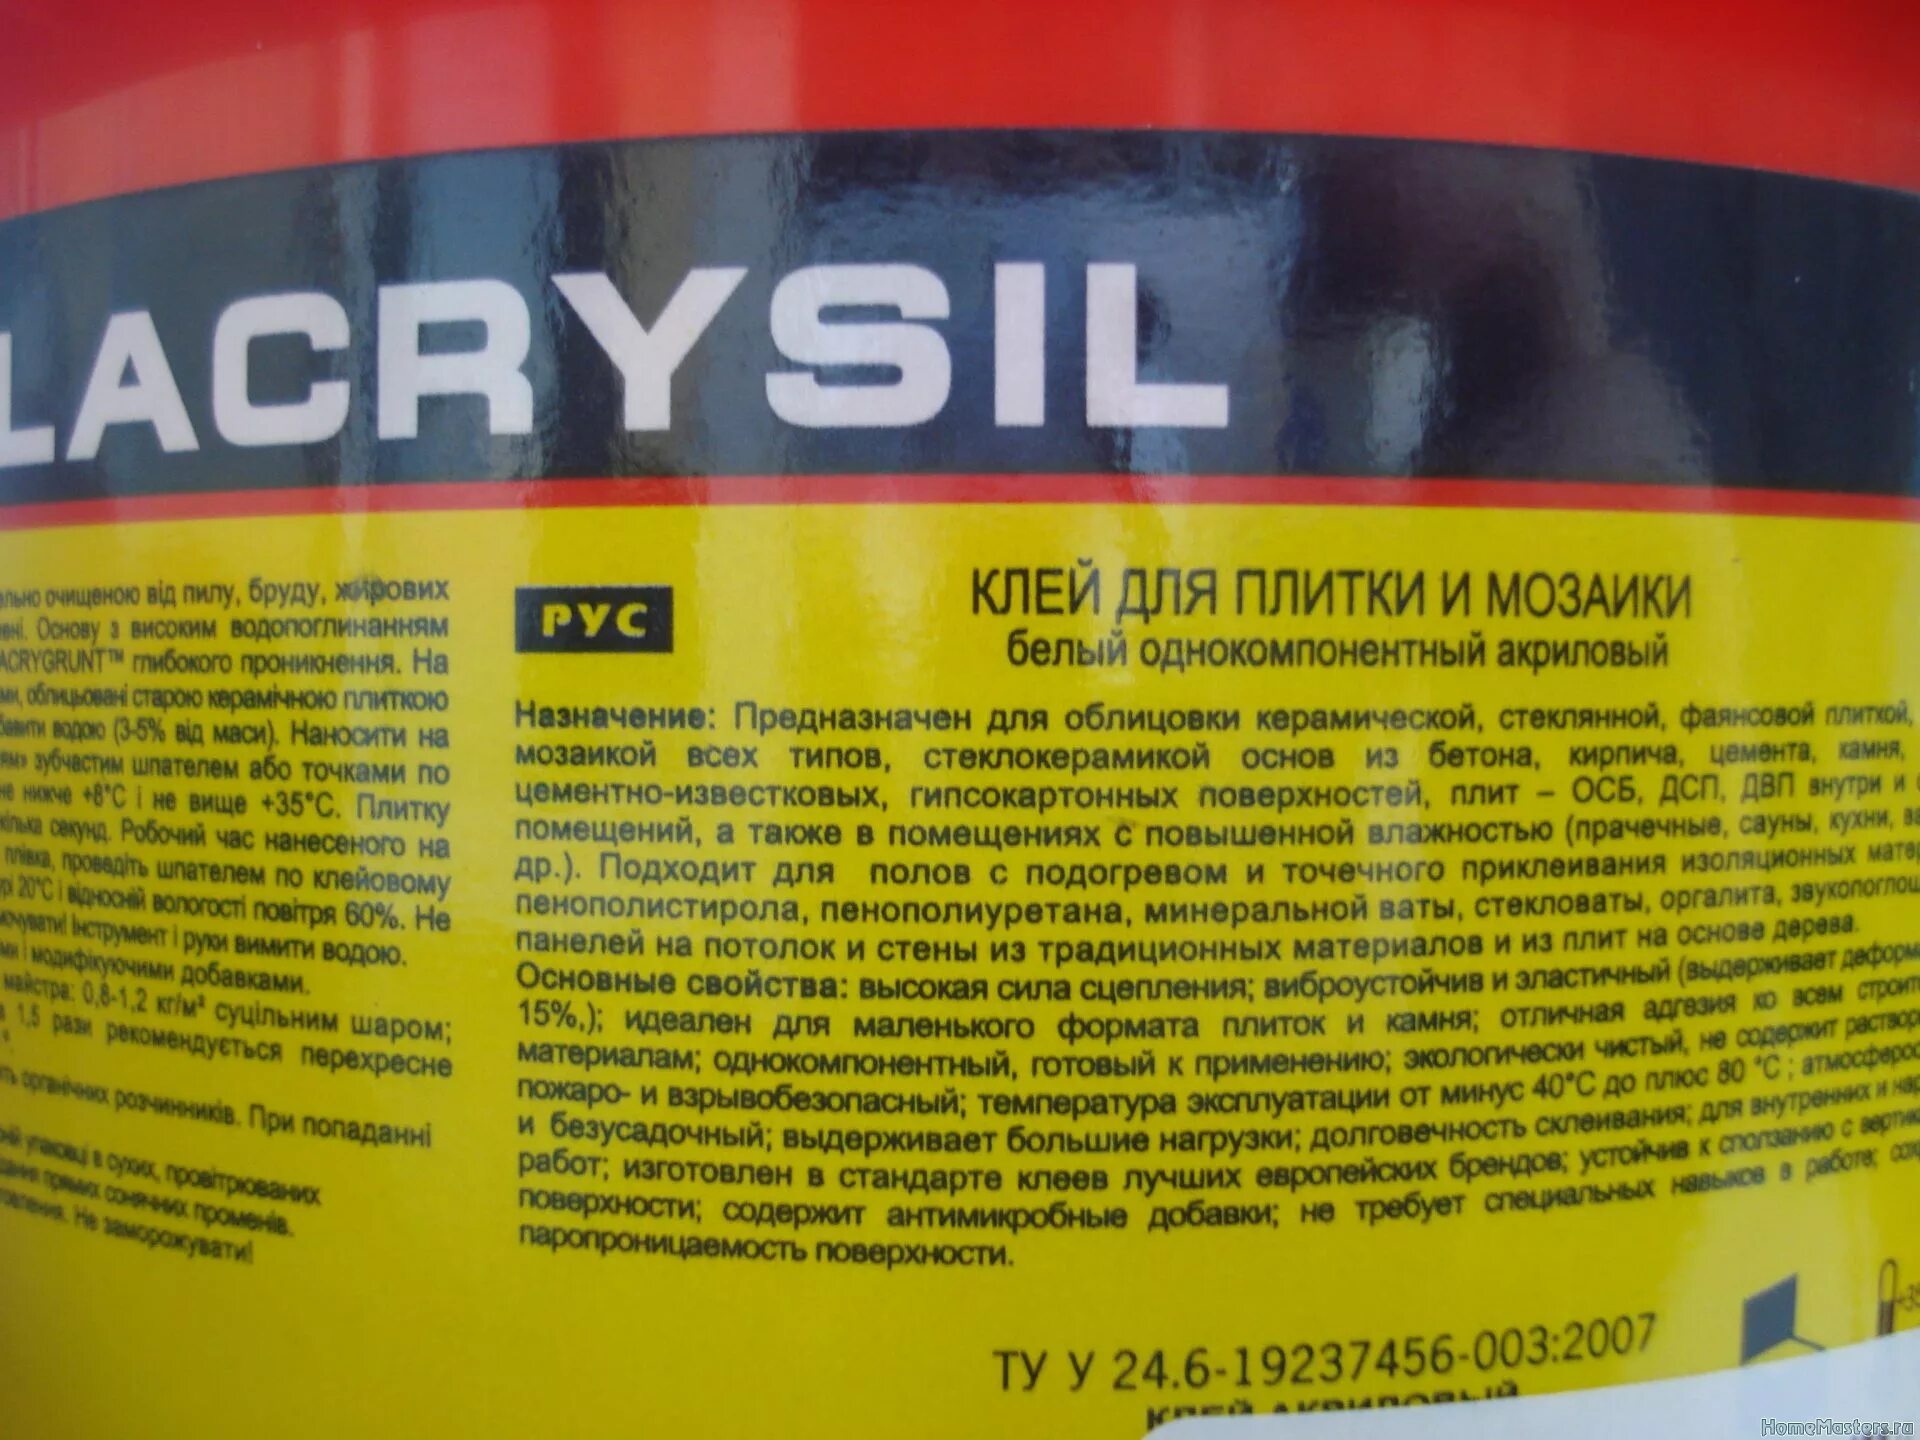 LACRYSIL
очищеною від пилу, бруду, жирових
Основу з високим водопоглинанням
ACRYGRUNT™ глибокого проникнення. На
облицьовані старою керамічною плиткою
водою (3-5% від маси). Наносити на
зубчастим шпателем або точками по
не нижче +8°С і не вище +35°С. Плитку
секунд. Робочий час нанесеного на
плівка, проведіть шпателем по клейовому
20°С і відносній вологості повітря 60%. Не
Інструмент і руки вимити водою.
і модифікуючими добавками.
майстра: 0,8-1,2 кг/м² суцільним шаром;
1,5 рази рекомендується перехресне
органічних розчинників. При попаданні
упаковці в сухих, провітрюваних
прямих сонячних променів.
Не заморожувати!
РУС
КЛЕЙ ДЛЯ ПЛИТКИ И МОЗАИКИ
белый однокомпонентный акриловый
Назначение: Предназначен для облицовки керамической, стеклянной, фаянсовой плиткой,
мозаикой всех типов, стеклокерамикой основ из бетона, кирпича, цемента, камня,
цементно-известковых, гипсокартонных поверхностей, плит – ОСБ, ДСП, ДВП внутри и
помещений, а также в помещениях с повышенной влажностью (прачечные, сауны, кухни,
др.). Подходит для полов с подогревом и точечного приклеивания изоляционных
пенополистирола, пенополиуретана, минеральной ваты, стекловаты, оргалита,
панелей на потолок и стены из традиционных материалов и из плит на основе дерева.
Основные свойства: высокая сила сцепления; виброустойчив и эластичный (выдерживает
15%,); идеален для маленького формата плиток и камня; отличная адгезия ко всем
материалам; однокомпонентный, готовый к применению; экологически чистый, не содержит
пожаро- и взрывобезопасный; температура эксплуатации от минус 40°С до плюс 80 °С ;
и безусадочный; выдерживает большие нагрузки; долговечность склеивания; для внутренних и
работ; изготовлен в стандарте клеев лучших европейских брендов; устойчив к сползанию с
поверхности; содержит антимикробные добавки; не требует специальных навыков в работе;
паропроницаемость поверхности.
ТУ У 24.6-19237456-003:2007
КЛЕЙ АКРИЛОВЫЙ
HomeMasters.ru